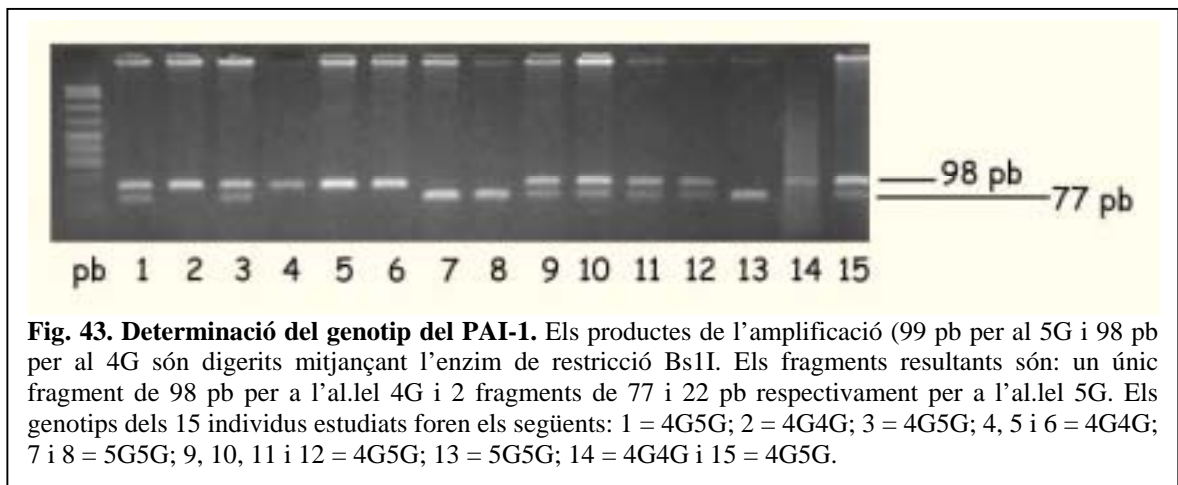 98 pb
77 pb
pb 1 2 3 4 5 6 7 8 9 10 11 12 13 14 15
Fig. 43. Determinació del genotip del PAI-1. Els productes de l'amplificació (99 pb per al 5G i 98 pb
per al 4G són digerits mitjançant l'enzim de restricció Bs1I. Els fragments resultants són: un únic
fragment de 98 pb per a l'al.lel 4G i 2 fragments de 77 i 22 pb respectivament per a l'al.lel 5G. Els
genotips dels 15 individus estudiats foren els següents: 1 = 4G5G; 2 = 4G4G; 3 = 4G5G; 4, 5 i 6 = 4G4G;
7 i 8 = 5G5G; 9, 10, 11 i 12 = 4G5G; 13 = 5G5G; 14 = 4G4G i 15 = 4G5G.